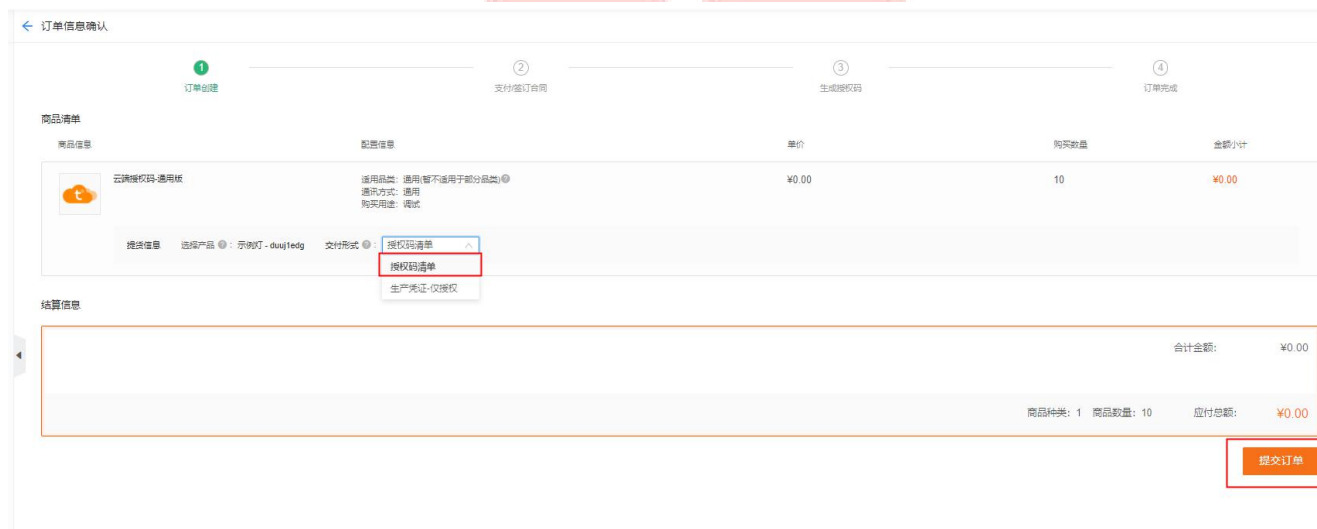 订单信息确认
1 2 3 4
订单创建 支付/签订合同 生成授权码 订单完成
商品清单
商品信息 配置信息 单价 购买数量 金额小计
云端授权码-通用版 适用品类：通用(暂不适用于部分品类) ¥0.00 10 ¥0.00
通讯方式：通用
购买用途：调试
提货信息 选择产品 ：示例灯 - duuj1edg 交付形式 ：授权码清单
授权码清单
生产凭证-仅授权
结算信息
合计金额： ¥0.00
商品种类：1 商品数量：10 应付总额： ¥0.00
提交订单